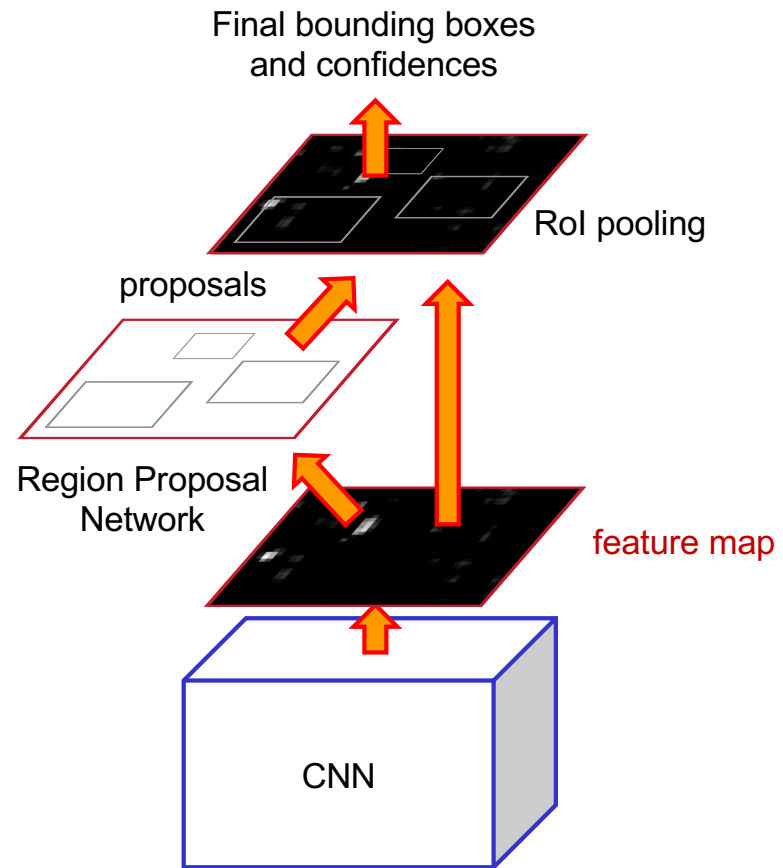 Final bounding boxes
and confidences
RoI pooling
proposals
Region Proposal
Network
feature map
CNN